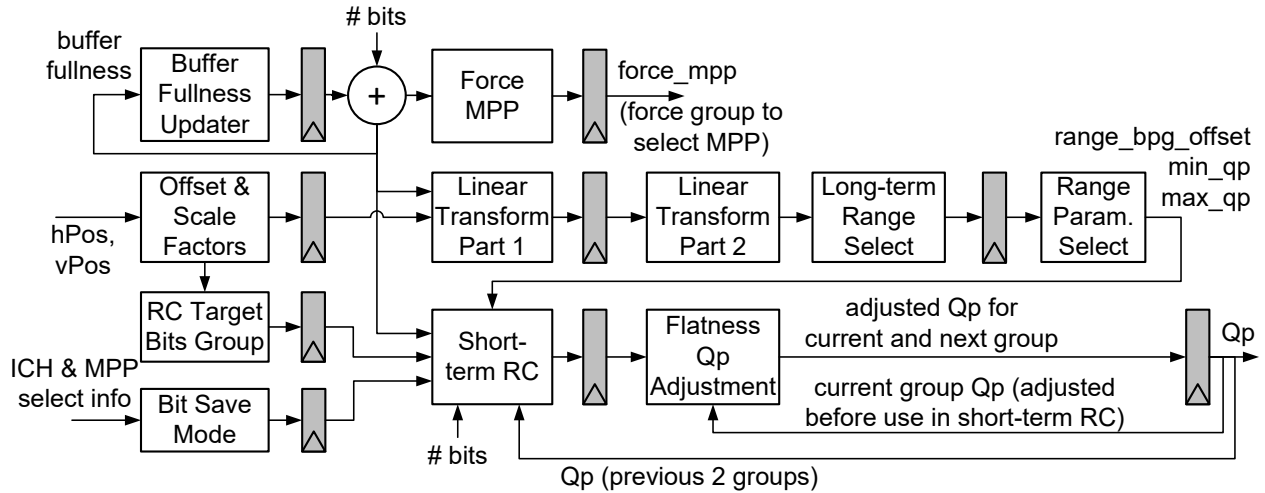 # bits
buffer
fullness
Buffer
Fullness
Updater
+
Force
MPP
force_mpp
(force group to
select MPP)
range_bpg_offset
min_qp
max_qp
hPos,
vPos
Offset &
Scale
Factors
Linear
Transform
Part 1
Linear
Transform
Part 2
Long-term
Range
Select
Range
Param.
Select
RC Target
Bits Group
ICH & MPP
select info
Bit Save
Mode
Short-
term RC
# bits
Flatness
Qp
Adjustment
adjusted Qp for
current and next group
current group Qp (adjusted
before use in short-term RC)
Qp
Qp (previous 2 groups)